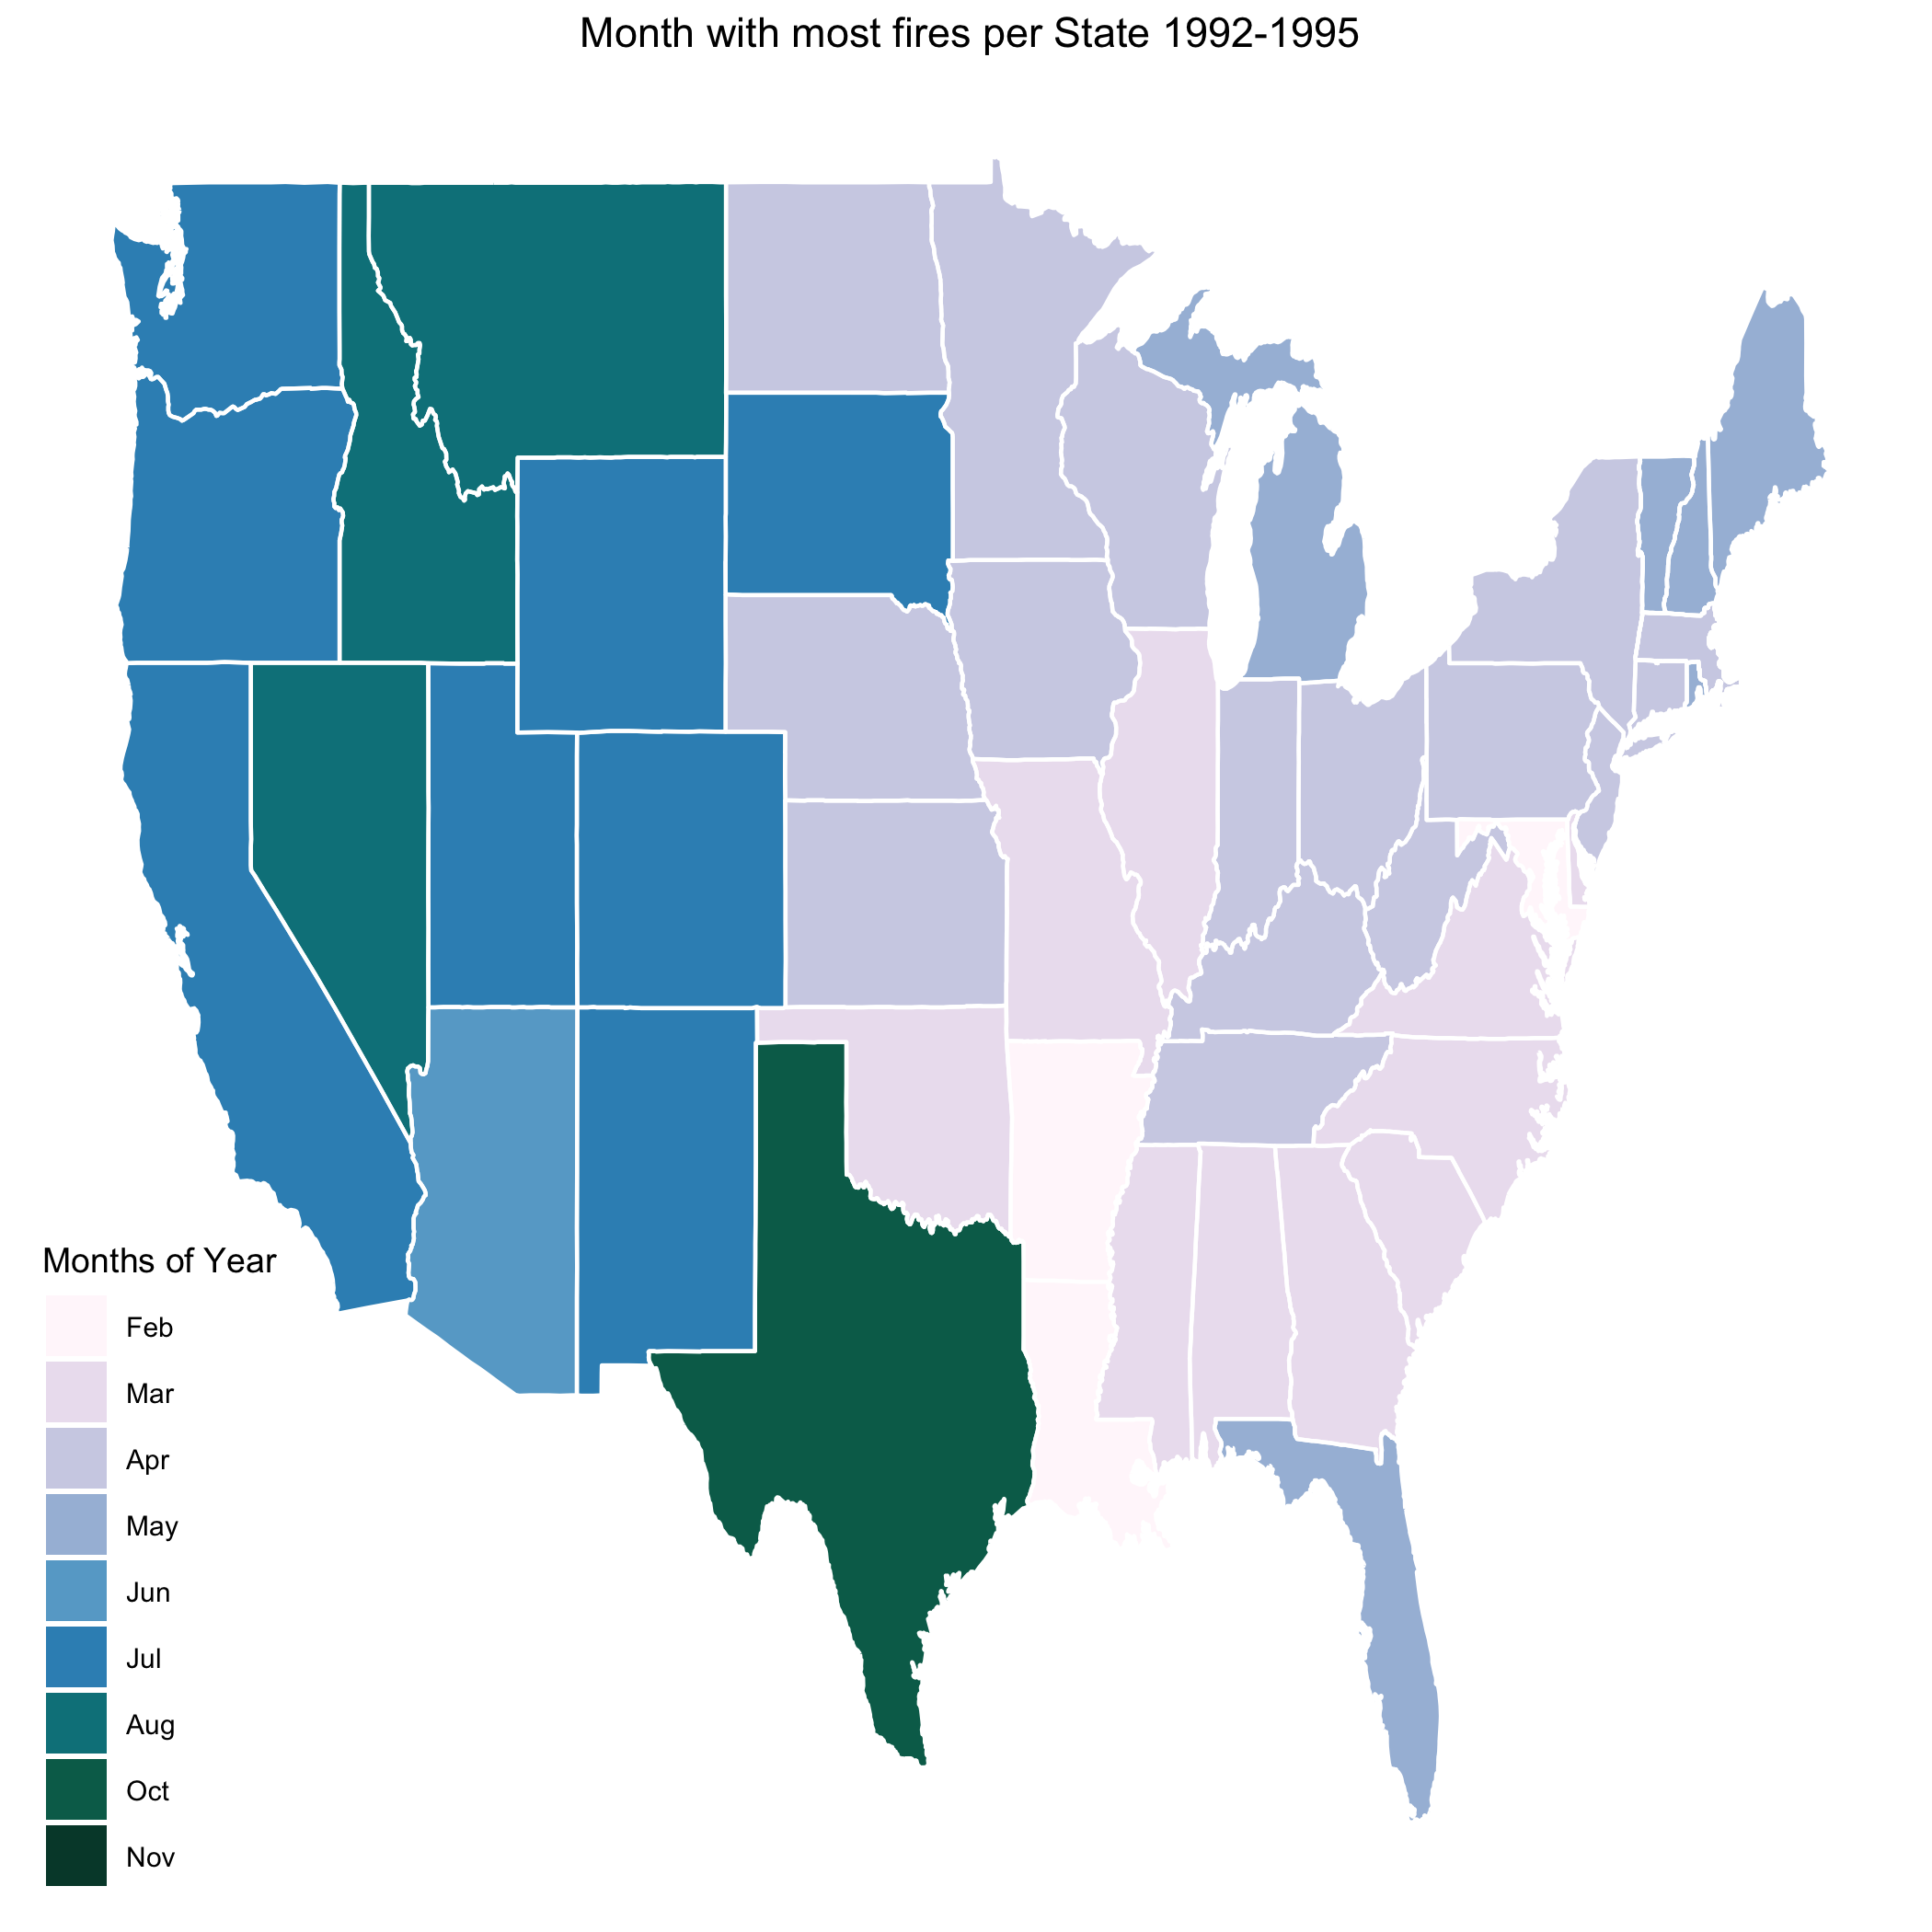 Month with most fires per State 1992-1995
Months of Year
Feb
Mar
Apr
May
Jun
Jul
Aug
Oct
Nov